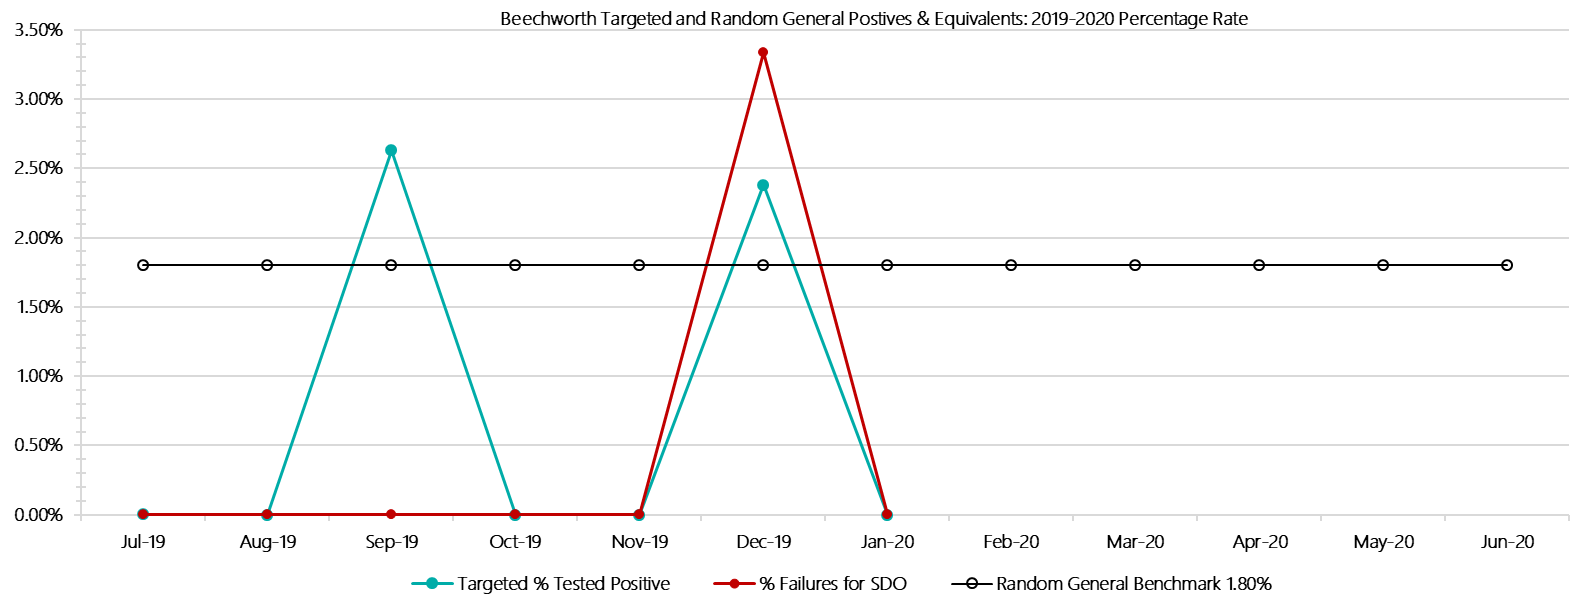 Beechworth Targeted and Random General Postives & Equivalents: 2019-2020 Percentage Rate
3.50%
3.00%
2.50%
2.00%
1.50%
1.00%
0.50%
0.00%
Jul-19 Aug-19 Sep-19 Oct-19 Nov-19 Dec-19 Jan-20 Feb-20 Mar-20 Apr-20 May-20 Jun-20
Targeted % Tested Positive % Failures for SDO Random General Benchmark 1.80%